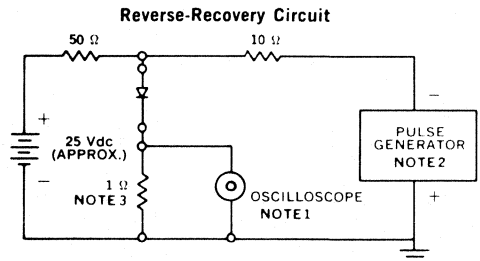 Reverse-Recovery Circuit
50 Ω
10 Ω
+
25 Vdc
(APPROX.)
−
1 Ω
NOTE 3
OSCILLOSCOPE
NOTE 1
−
PULSE
GENERATOR
NOTE 2
+